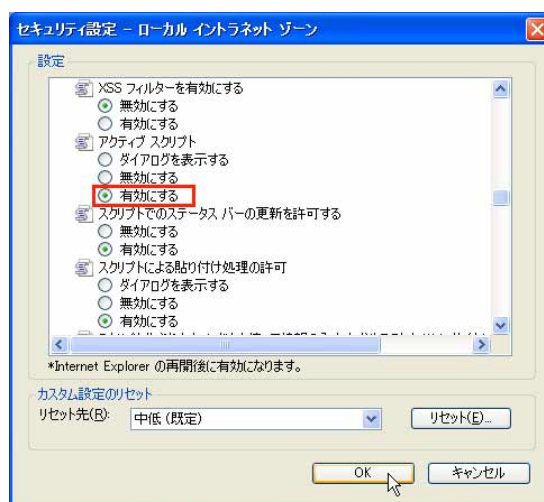 セキュリティ設定 - ローカル イントラネット ゾーン
設定
XSS フィルターを有効にする
無効にする
有効にする
アクティブ スクリプト
ダイアログを表示する
無効にする
有効にする
スクリプトでのステータス バーの更新を許可する
無効にする
有効にする
スクリプトによる貼り付け処理の許可
ダイアログを表示する
無効にする
有効にする
*Internet Explorer の再開後に有効になります。
カスタム設定のリセット
リセット先(R): 中低 (既定) リセット(E)...
OK キャンセル